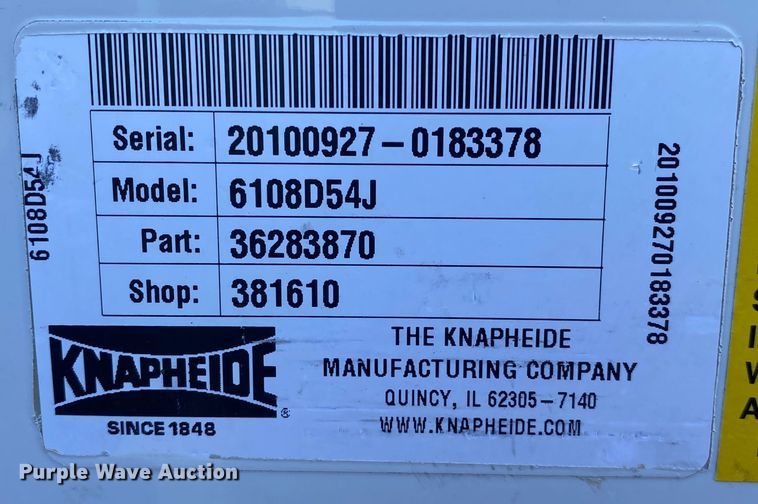 Serial: 20100927-0183378
Model: 6108D54J
Part: 36283870
Shop: 381610
6108D54J
201009270183378
KNAPHEIDE®
SINCE 1848
THE KNAPHEIDE
MANUFACTURING COMPANY
QUINCY, IL 62305-7140
WWW.KNAPHEIDE.COM
Purple Wave Auction